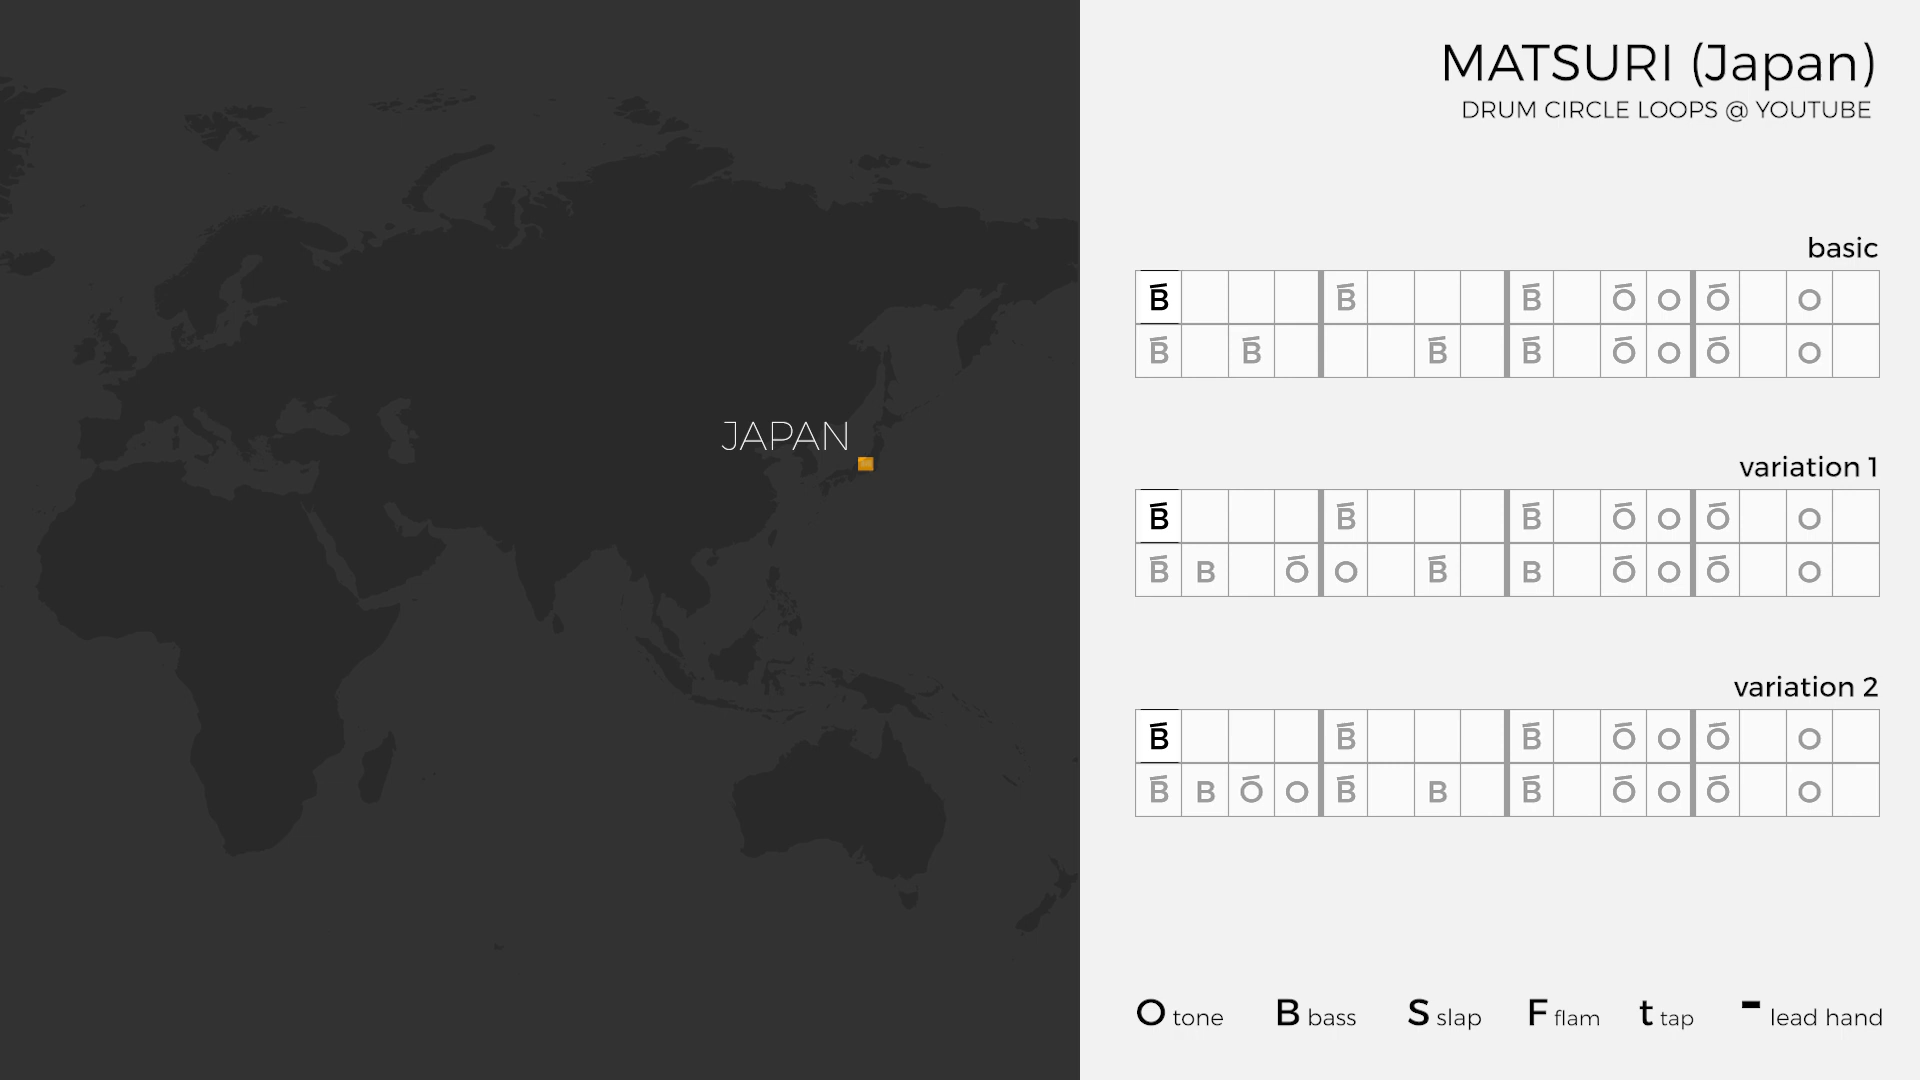 MATSURI (Japan)
DRUM CIRCLE LOOPS @ YOUTUBE
JAPAN
basic
B̄ B̄ B̄ Ō O Ō O
B̄ B̄ B̄ B̄ Ō O Ō O
variation 1
B̄ B̄ B̄ Ō O Ō O
B̄ B Ō O B̄ B Ō O Ō O
variation 2
B̄ B̄ B̄ Ō O Ō O
B̄ B Ō O B̄ B B̄ Ō O Ō O
O tone B bass S slap F flam t tap - lead hand